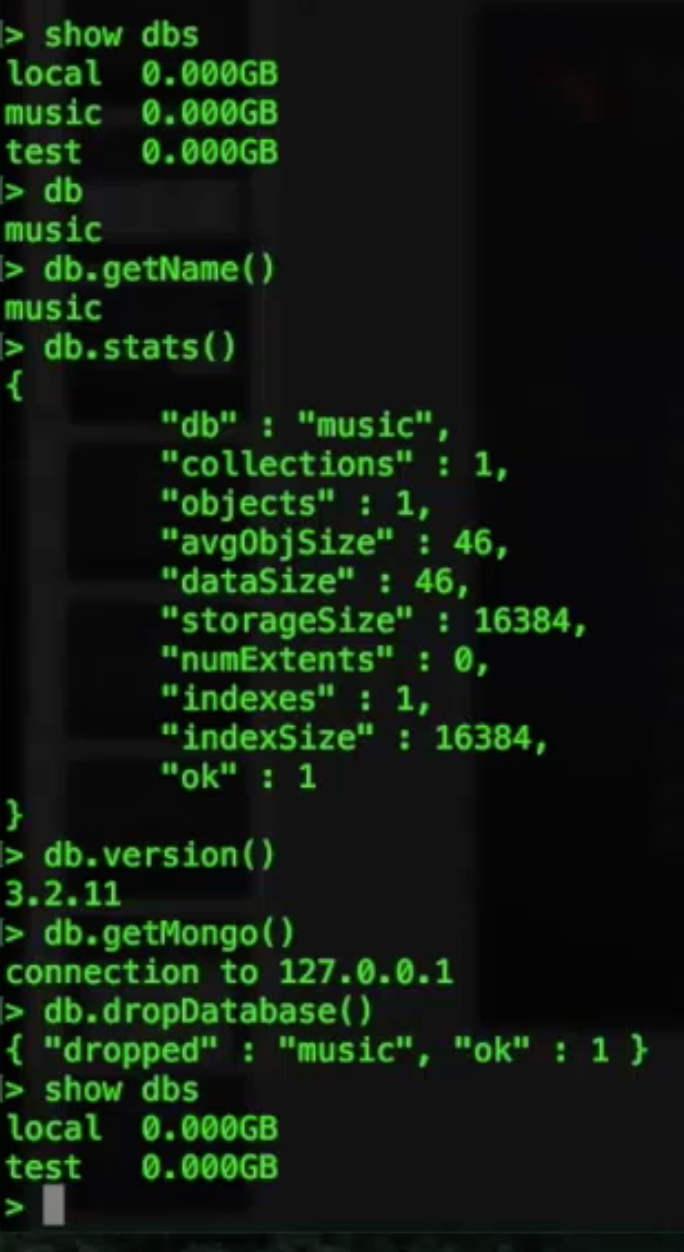 > show dbs
local  0.000GB
music  0.000GB
test   0.000GB
> db
music
> db.getName()
music
> db.stats()
{
        "db" : "music",
        "collections" : 1,
        "objects" : 1,
        "avgObjSize" : 46,
        "dataSize" : 46,
        "storageSize" : 16384,
        "numExtents" : 0,
        "indexes" : 1,
        "indexSize" : 16384,
        "ok" : 1
}
> db.version()
3.2.11
> db.getMongo()
connection to 127.0.0.1
> db.dropDatabase()
{ "dropped" : "music", "ok" : 1 }
> show dbs
local  0.000GB
test   0.000GB
>